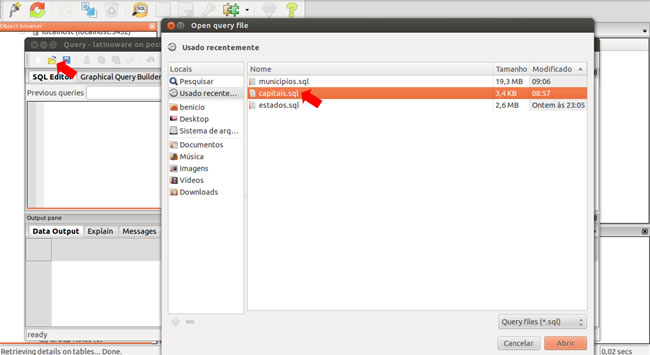 Object browser
localhost (localhost:5432)
Query - latinoware on post
SQL Editor
Graphical Query Builder
Previous queries
Output pane
Data Output
Explain
Messages
ready
Retrieving details on tables... Done.
0,02 secs
Open query file
Usado recentemente
Locais
Pesquisar
Usado recente...
benicio
Desktop
Sistema de arq...
Documentos
Música
Imagens
Vídeos
Downloads
Nome Tamanho Modificado
municipios.sql 19,3 MB 09:06
capitais.sql 3,4 KB 08:57
estados.sql 2,6 MB Ontem às 23:05
Query files (*.sql)
Cancelar
Abrir